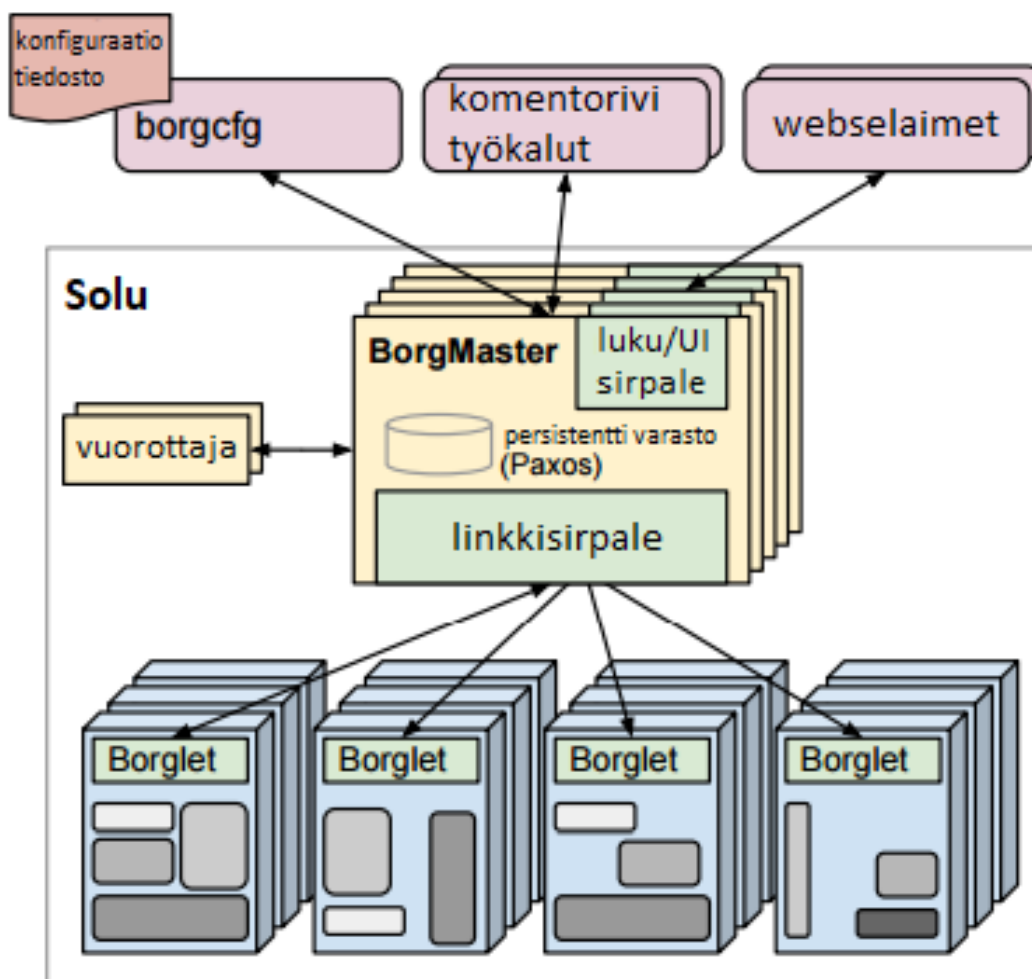 konfiguraatio
tiedosto
borgcfg
komentorivi
työkalut
webselaimet
Solu
BorgMaster
luku/UI
sirpale
vuorottaja
persistentti varasto
(Paxos)
linkkisirpale
Borglet
Borglet
Borglet
Borglet